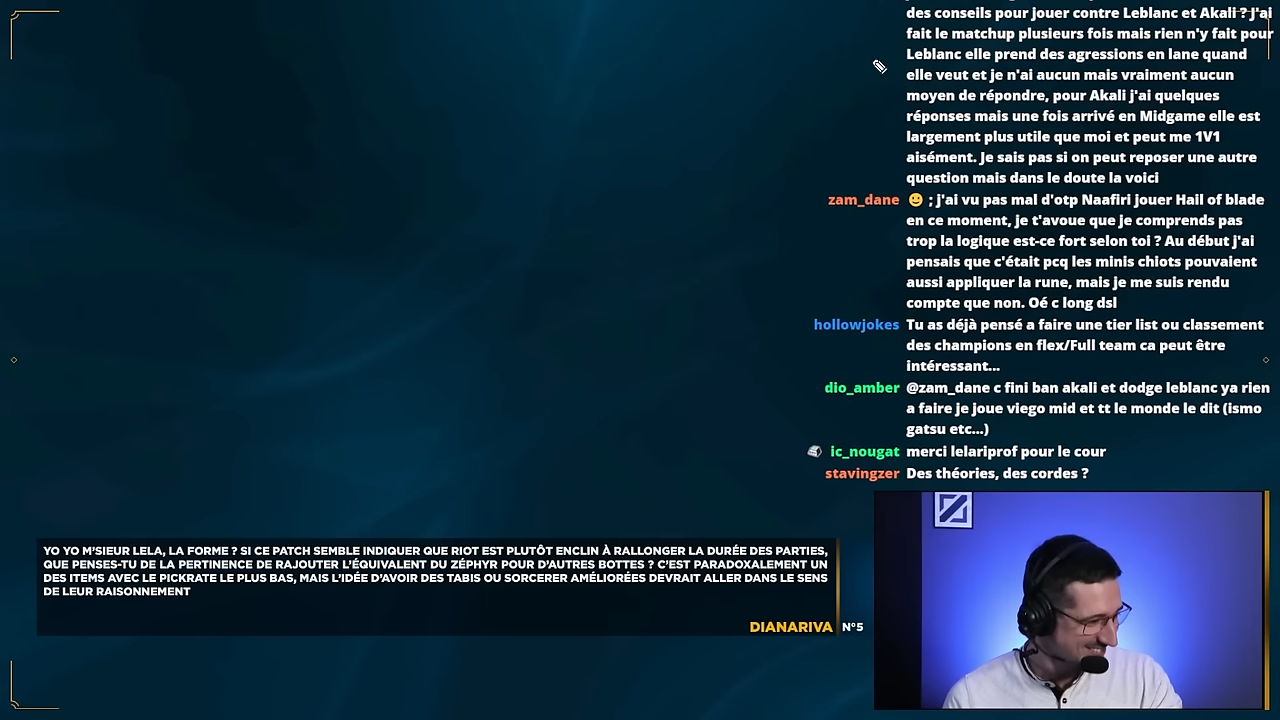 des conseils pour jouer contre Leblanc et Akali ? J'ai
fait le matchup plusieurs fois mais rien n'y fait pour
Leblanc elle prend des agressions en lane quand
elle veut et je n'ai aucun mais vraiment aucun
moyen de répondre, pour Akali j'ai quelques
réponses mais une fois arrivé en Midgame elle est
largement plus utile que moi et peut me 1V1
aisément. Je sais pas si on peut reposer une autre
question mais dans le doute la voici
zam_dane ; j'ai vu pas mal d'otp Naafiri jouer Hail of blade
en ce moment, je t'avoue que je comprends pas
trop la logique est-ce fort selon toi ? Au début j'ai
pensais que c'était pcq les minis chiots pouvaient
aussi appliquer la rune, mais je me suis rendu
compte que non. Oé c long dsl
hollowjokes Tu as déjà pensé a faire une tier list ou classement
des champions en flex/Full team ca peut être
intéressant...
dio_amber @zam_dane c fini ban akali et dodge leblanc ya rien
a faire je joue viego mid et tt le monde le dit (ismo
gatsu etc...)
ic_nougat merci lelariprof pour le cour
stavingzer Des théories, des cordes ?
YO YO M'SIEUR LELA, LA FORME ? SI CE PATCH SEMBLE INDIQUER QUE RIOT EST PLUTÔT ENCLIN À RALLONGER LA DURÉE DES PARTIES,
QUE PENSES-TU DE LA PERTINENCE DE RAJOUTER L'ÉQUIVALENT DU ZÉPHYR POUR D'AUTRES BOTTES ? C'EST PARADOXALEMENT UN
DES ITEMS AVEC LE PICKRATE LE PLUS BAS, MAIS L'IDÉE D'AVOIR DES TABIS OU SORCERER AMÉLIORÉES DEVRAIT ALLER DANS LE SENS
DE LEUR RAISONNEMENT
DIANARIVA N°5